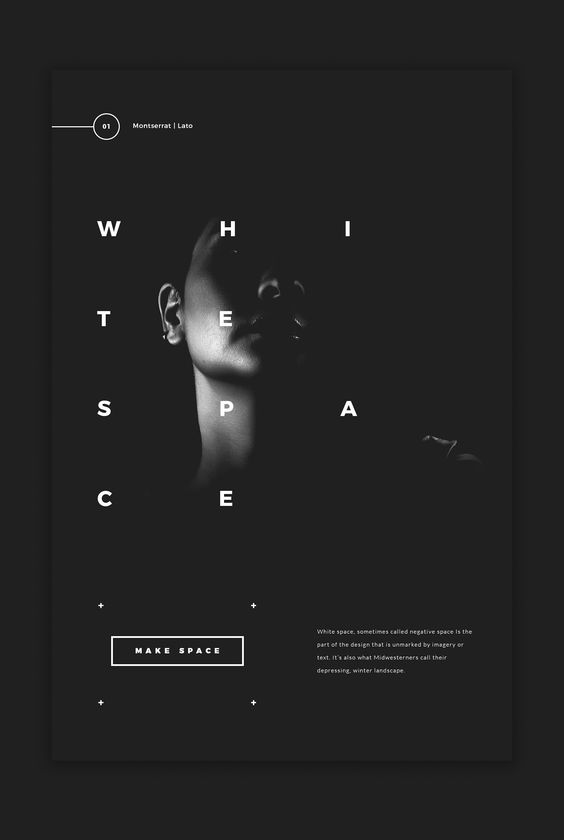 01 Montserrat | Lato
W H I
T E
S P A
C E
+ +
MAKE SPACE
+ +
White space, sometimes called negative space is the
part of the design that is unmarked by imagery or
text. It's also what Midwesterners call their
depressing, winter landscape.